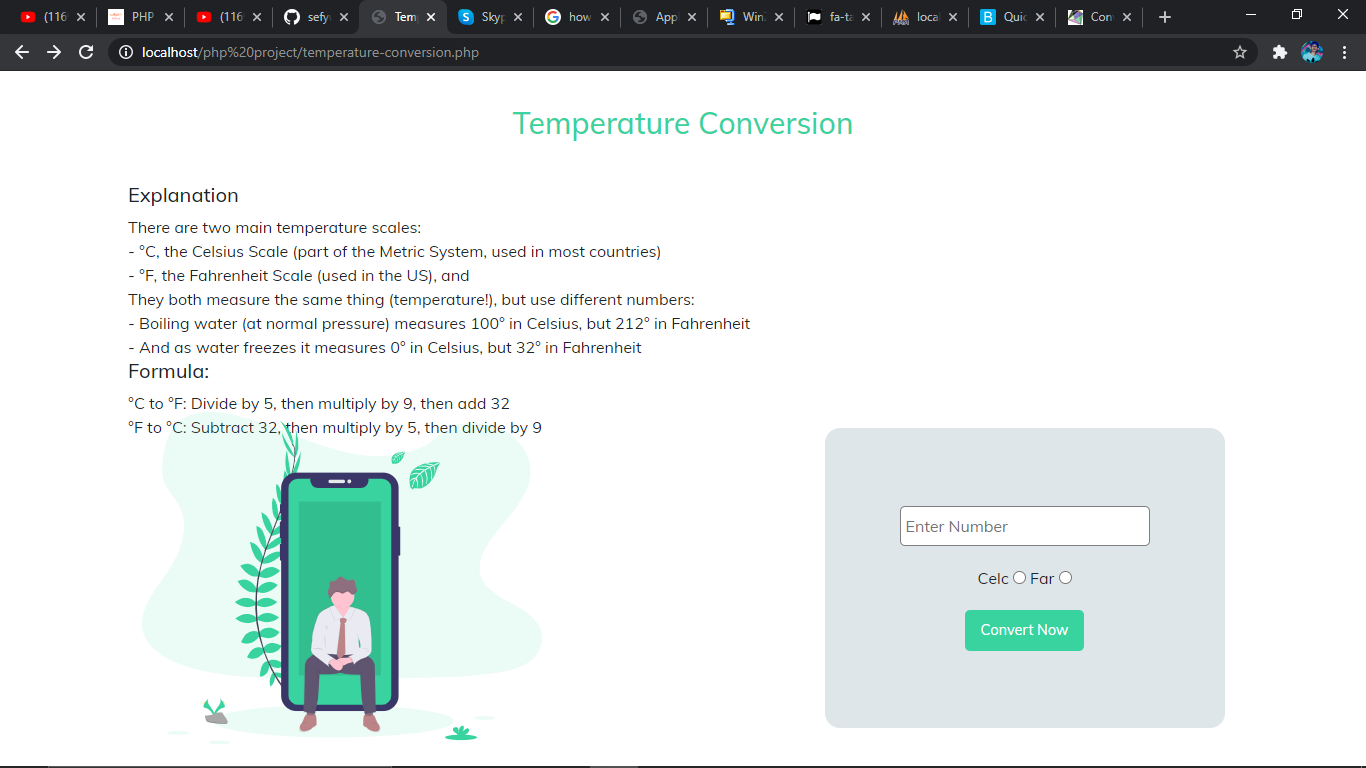 (116
PHP
(116
sefy
Tem
Skyp
how
App
Win
fa-ta
local
Quic
Con
localhost/php%20project/temperature-conversion.php
Temperature Conversion
Explanation
There are two main temperature scales:
- °C, the Celsius Scale (part of the Metric System, used in most countries)
- °F, the Fahrenheit Scale (used in the US), and
They both measure the same thing (temperature!), but use different numbers:
- Boiling water (at normal pressure) measures 100° in Celsius, but 212° in Fahrenheit
- And as water freezes it measures 0° in Celsius, but 32° in Fahrenheit
Formula:
°C to °F: Divide by 5, then multiply by 9, then add 32
°F to °C: Subtract 32, then multiply by 5, then divide by 9
Enter Number
Celc Far
Convert Now